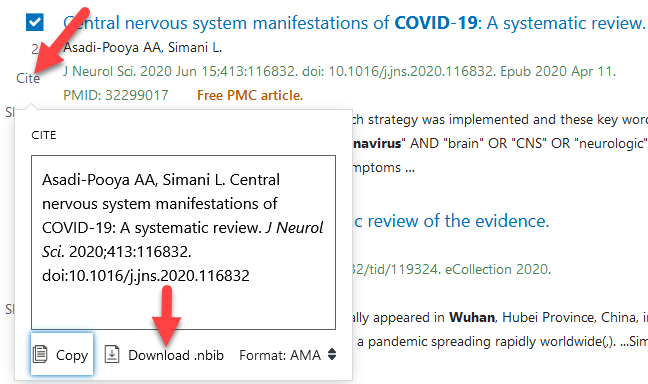 Central nervous system manifestations of COVID-19: A systematic review.
2
Asadi-Pooya AA, Simani L.
Cite
J Neurol Sci. 2020 Jun 15;413:116832. doi: 10.1016/j.jns.2020.116832. Epub 2020 Apr 11.
PMID: 32299017 Free PMC article.
ch strategy was implemented and these key word
CITE
navirus" AND "brain" OR "CNS" OR "neurologic"
mptoms ...
Asadi-Pooya AA, Simani L. Central
nervous system manifestations of
COVID-19: A systematic review. J Neurol
Sci. 2020;413:116832.
doi:10.1016/j.jns.2020.116832
c review of the evidence.
32/tid/119324. eCollection 2020.
ally appeared in Wuhan, Hubei Province, China, in
a pandemic spreading rapidly worldwide(,). ...Sim
Copy Download .nbib Format: AMA